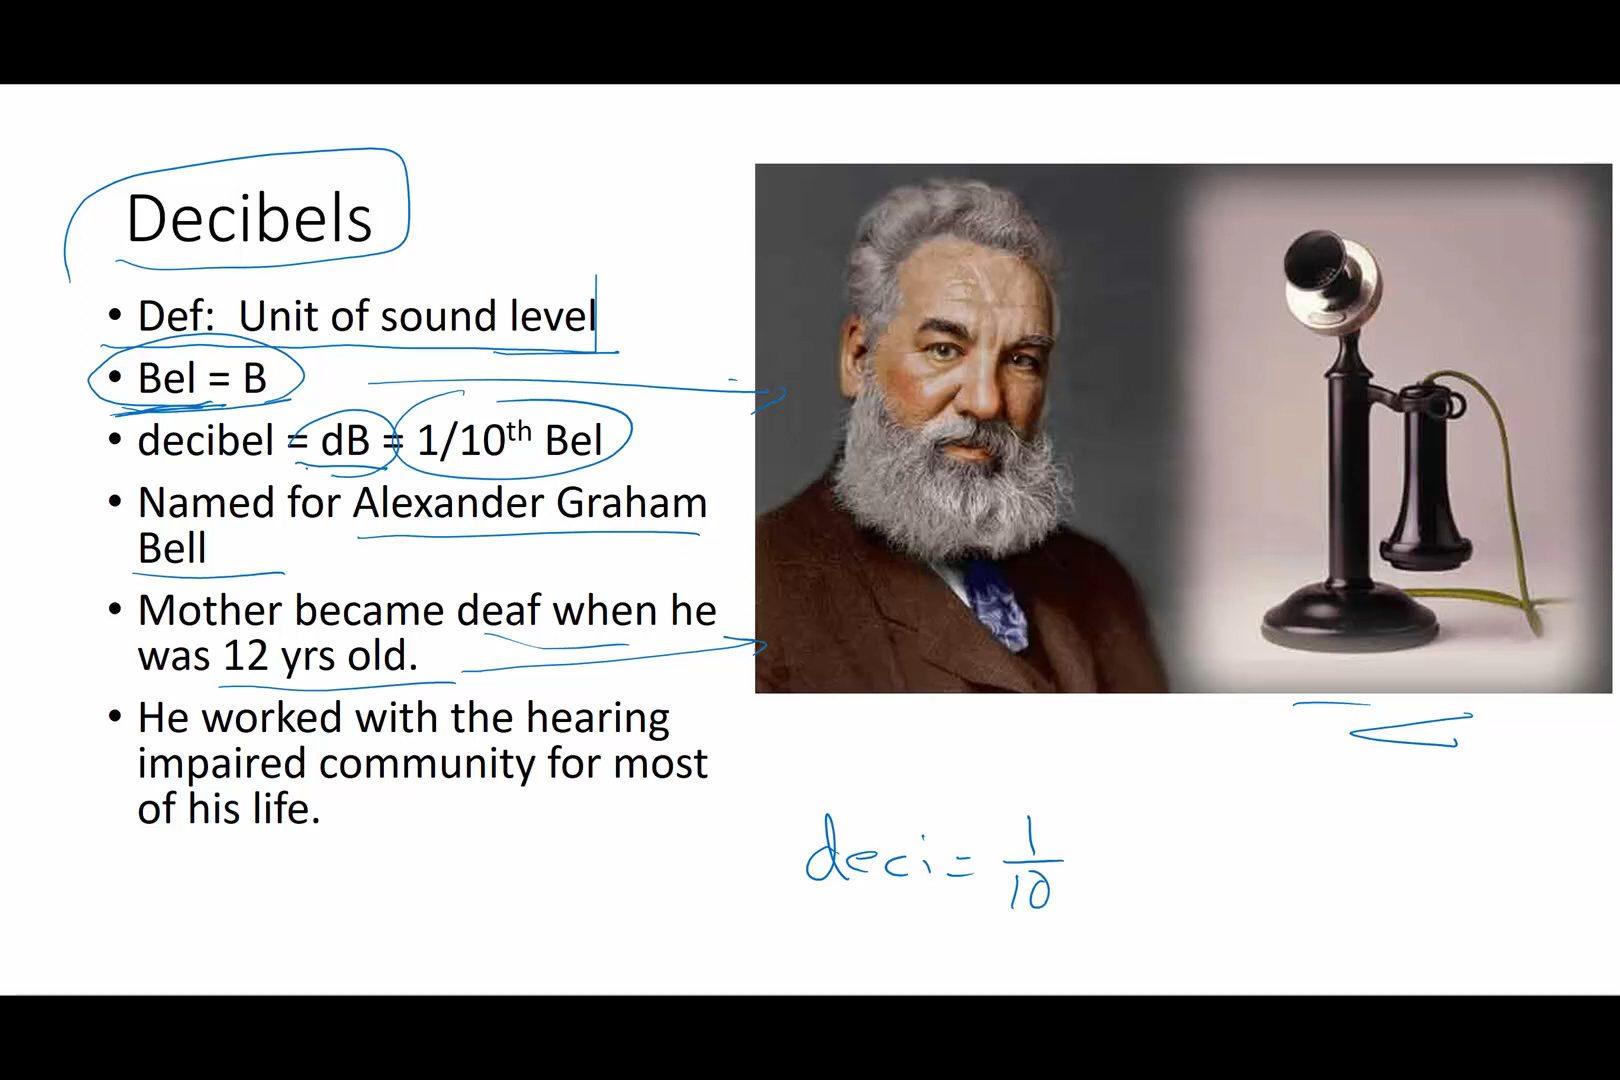 Decibels
• Def: Unit of sound level
• Bel = B
• decibel = dB = 1/10th Bel
• Named for Alexander Graham
Bell
• Mother became deaf when he
was 12 yrs old.
• He worked with the hearing
impaired community for most
of his life.
deci = 1/10